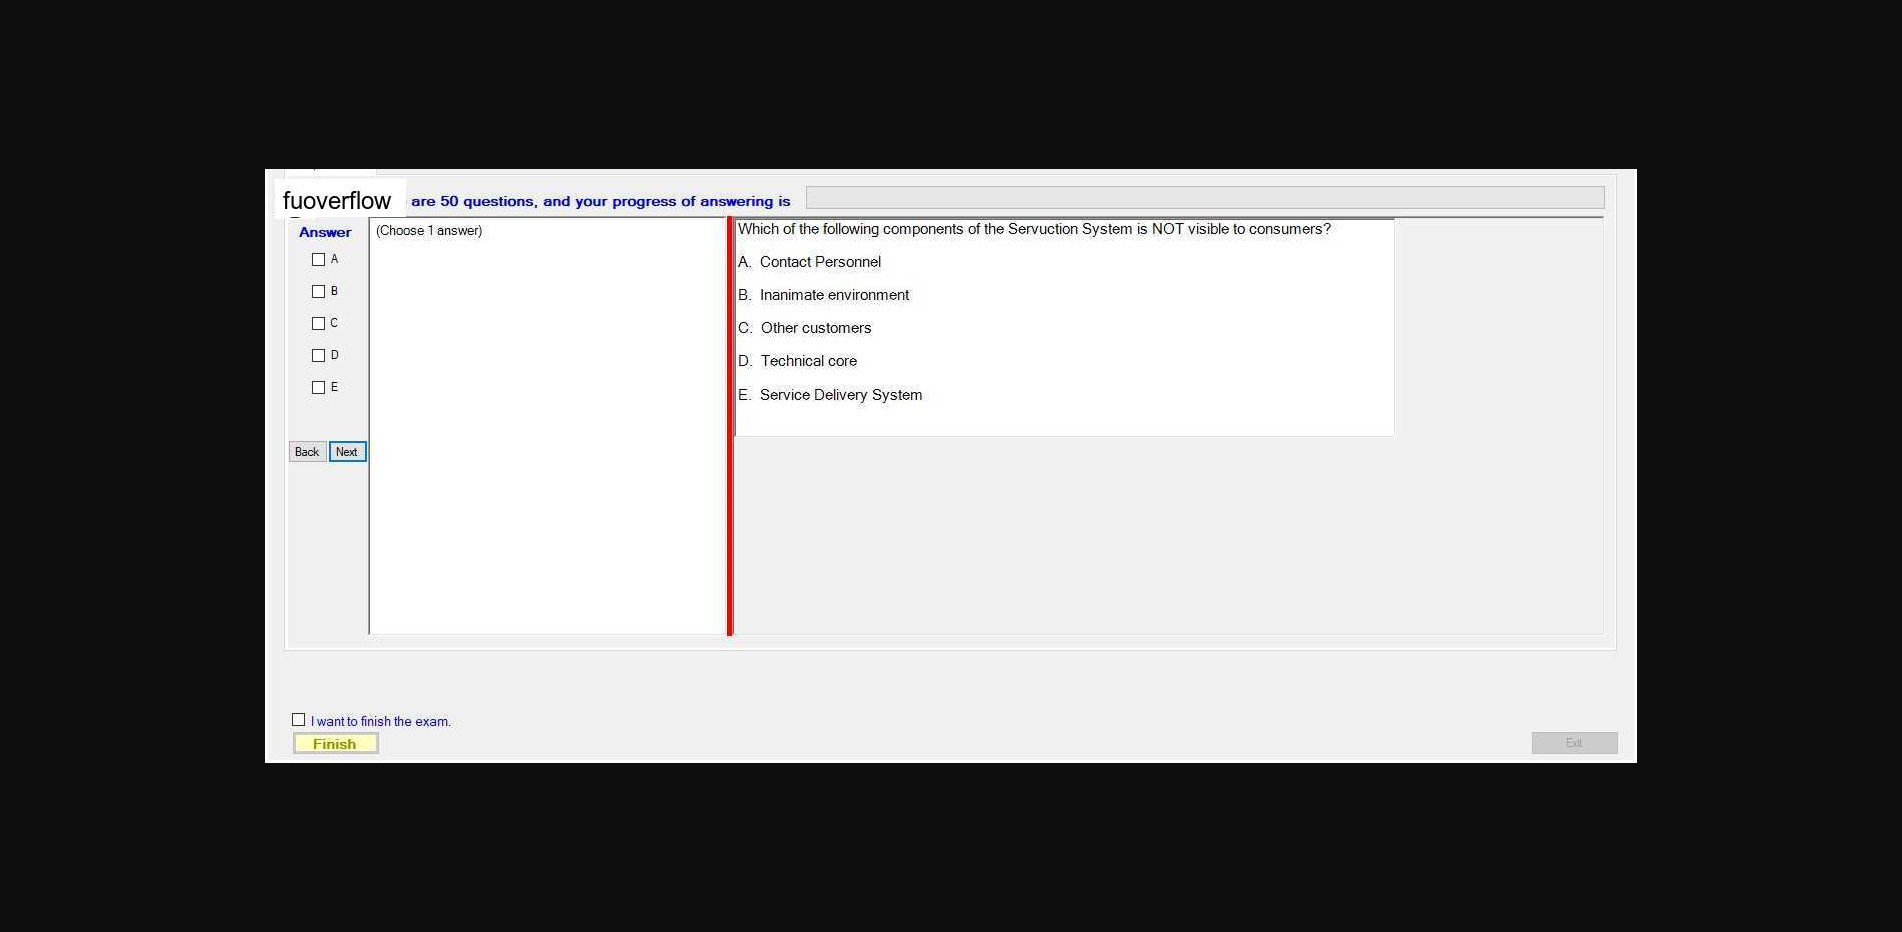 fuoverflow are 50 questions, and your progress of answering is
Answer
A
B
C
D
E
Back Next
(Choose 1 answer)
Which of the following components of the Servuction System is NOT visible to consumers?
A. Contact Personnel
B. Inanimate environment
C. Other customers
D. Technical core
E. Service Delivery System
I want to finish the exam.
Finish
Exit